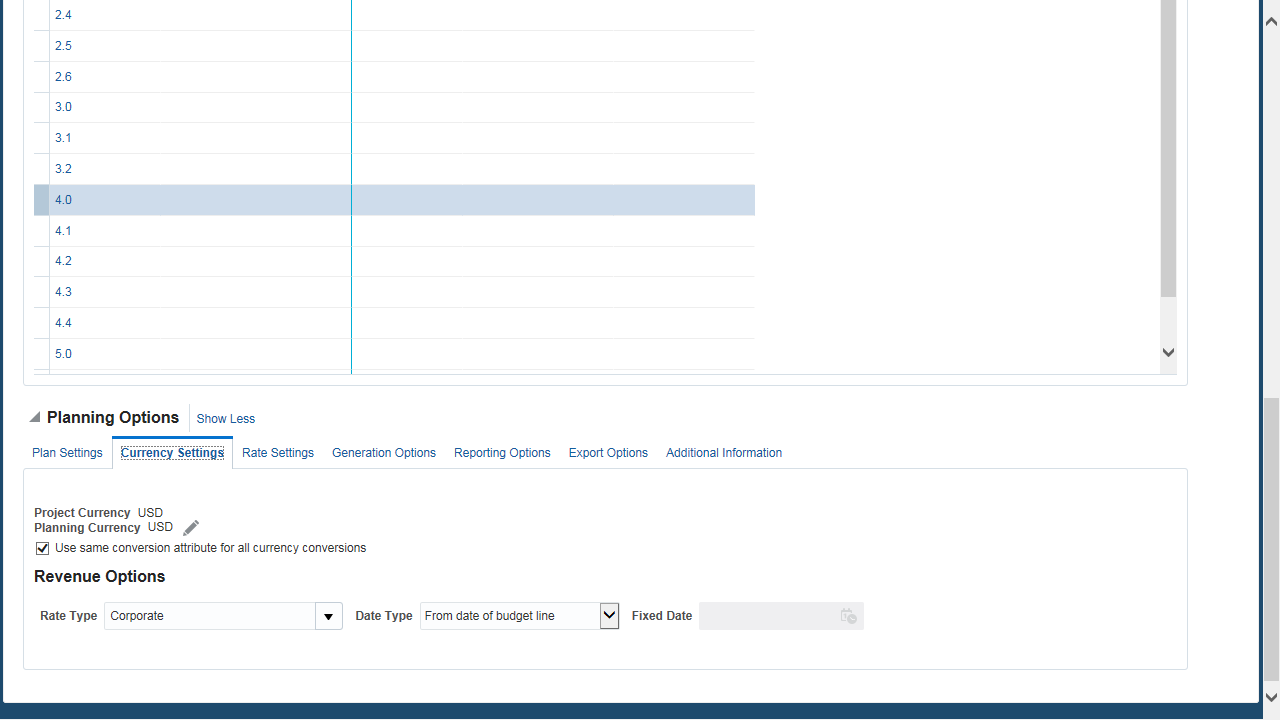 2.4
2.5
2.6
3.0
3.1
3.2
4.0
4.1
4.2
4.3
4.4
5.0
Planning Options Show Less
Plan Settings Currency Settings Rate Settings Generation Options Reporting Options Export Options Additional Information
Project Currency USD
Planning Currency USD
Use same conversion attribute for all currency conversions
Revenue Options
Rate Type Corporate Date Type From date of budget line Fixed Date